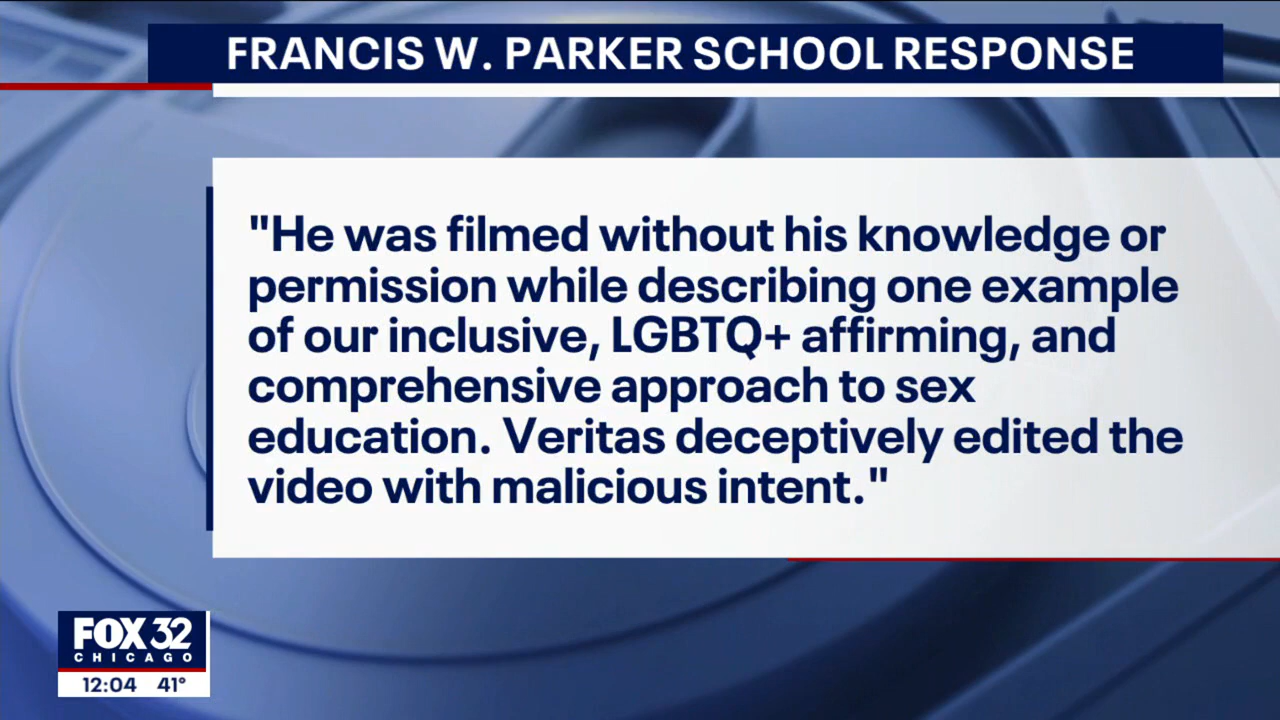 FRANCIS W. PARKER SCHOOL RESPONSE
"He was filmed without his knowledge or
permission while describing one example
of our inclusive, LGBTQ+ affirming, and
comprehensive approach to sex
education. Veritas deceptively edited the
video with malicious intent."
FOX 32
CHICAGO
12:04 41°